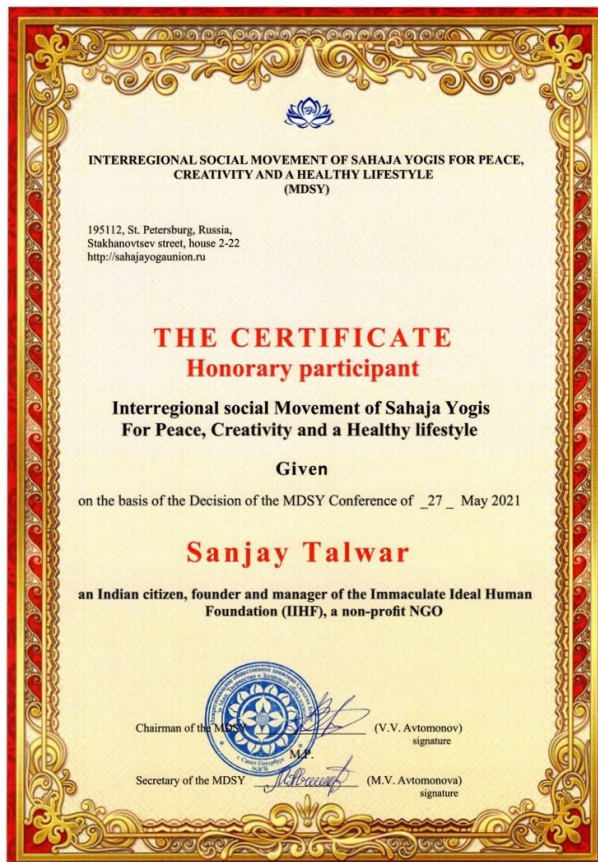 INTERREGIONAL SOCIAL MOVEMENT OF SAHAJA YOGIS FOR PEACE,
CREATIVITY AND A HEALTHY LIFESTYLE
(MDSY)
195112, St. Petersburg, Russia,
Stakhanovtsev street, house 2-22
http://sahajayogaunion.ru
THE CERTIFICATE
Honorary participant
Interregional social Movement of Sahaja Yogis
For Peace, Creativity and a Healthy lifestyle
Given
on the basis of the Decision of the MDSY Conference of _27 _ May 2021
Sanjay Talwar
an Indian citizen, founder and manager of the Immaculate Ideal Human
Foundation (IIHF), a non-profit NGO
Chairman of the MDSY (V.V. Avtomonov)
signature
M.P.
Secretary of the MDSY (M.V. Avtomonova)
signature